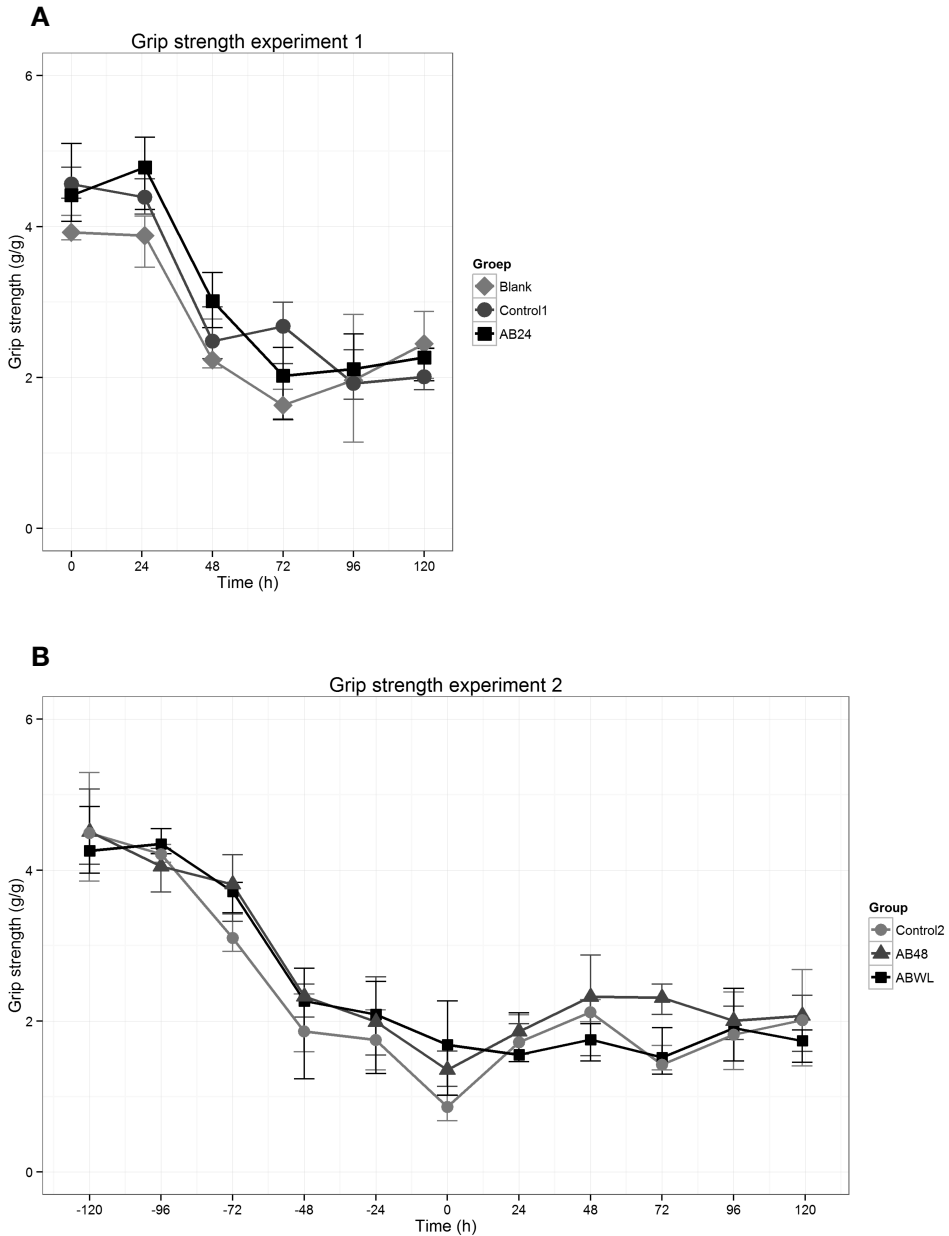 A
Grip strength experiment 1
6
4
2
0
Grip strength (g/g)
0 24 48 72 96 120
Time (h)
Groep
Blank
Control1
AB24
B
Grip strength experiment 2
6
4
2
0
Grip strength (g/g)
-120 -96 -72 -48 -24 0 24 48 72 96 120
Time (h)
Group
Control2
AB48
ABWL